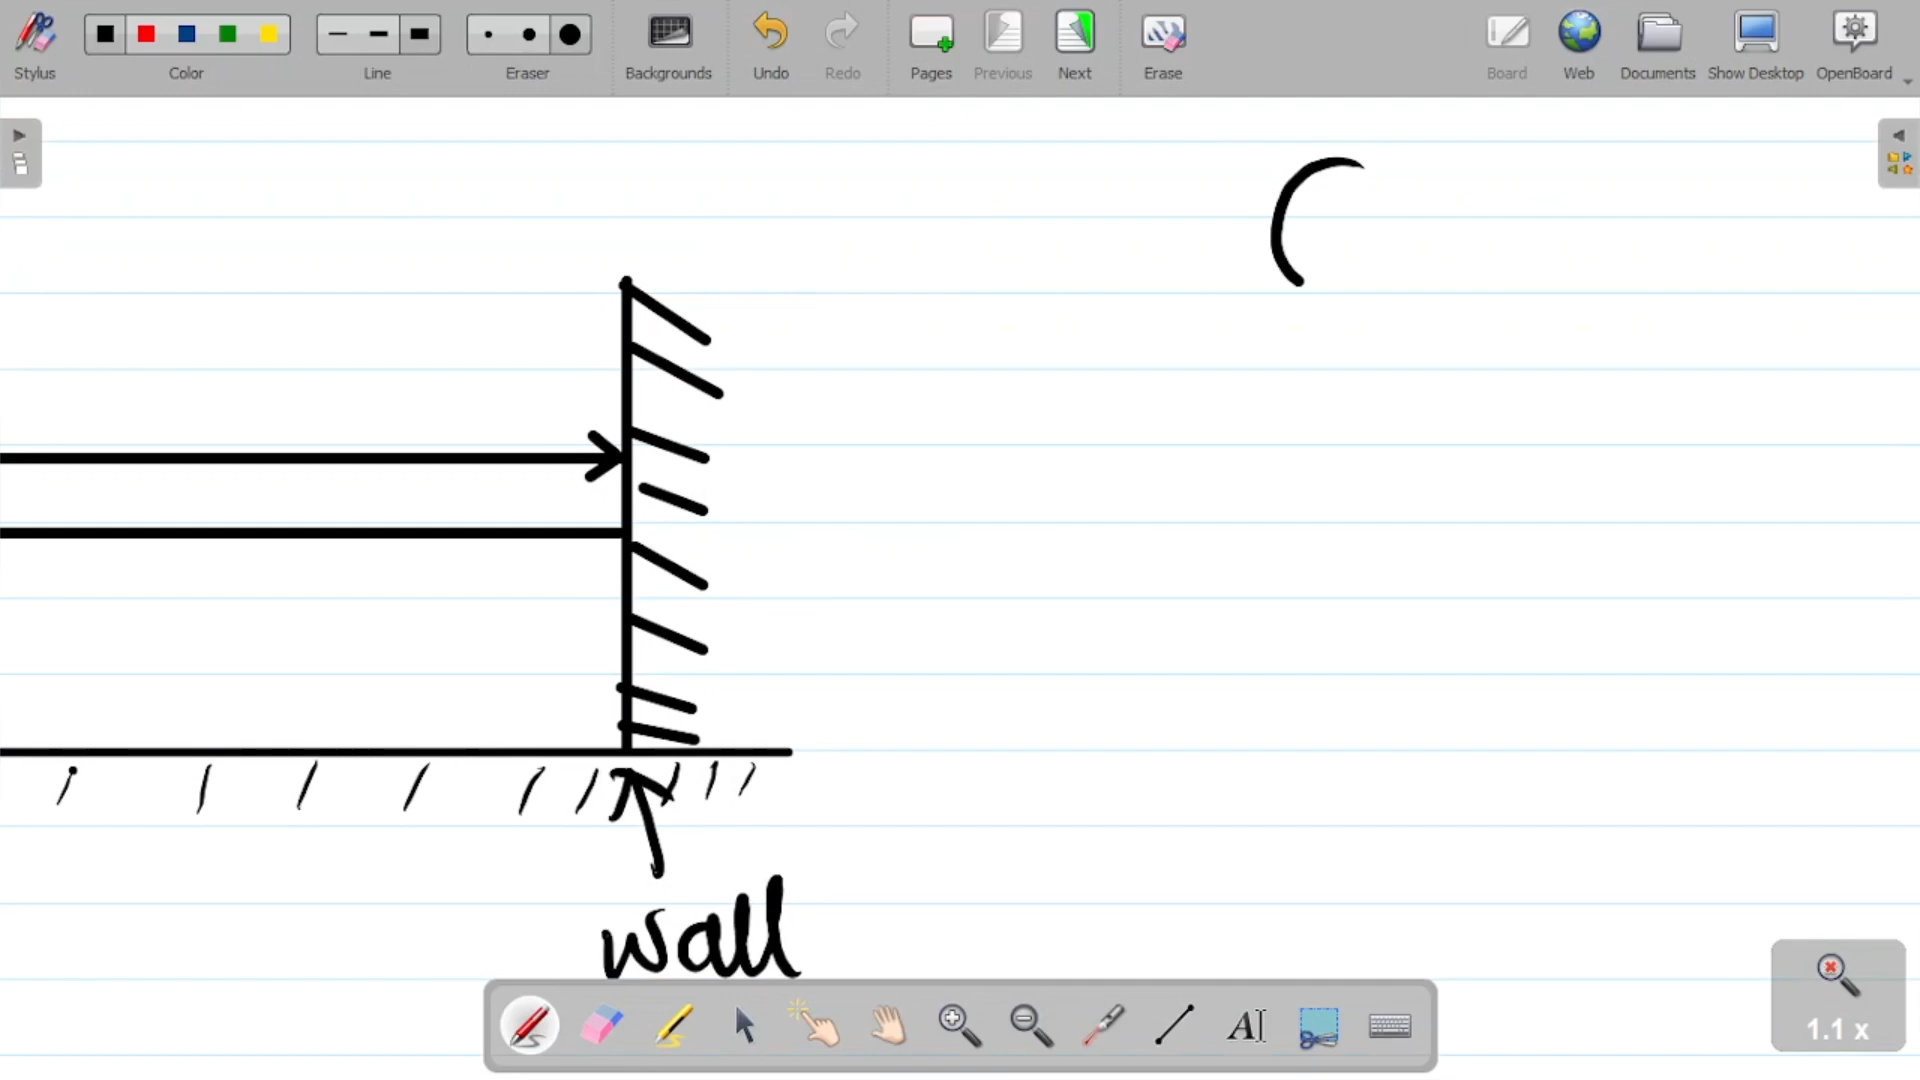 Stylus Color Line Eraser Backgrounds Undo Redo Pages Previous Next Erase Board Web Documents Show Desktop OpenBoard
wall
1.1 x